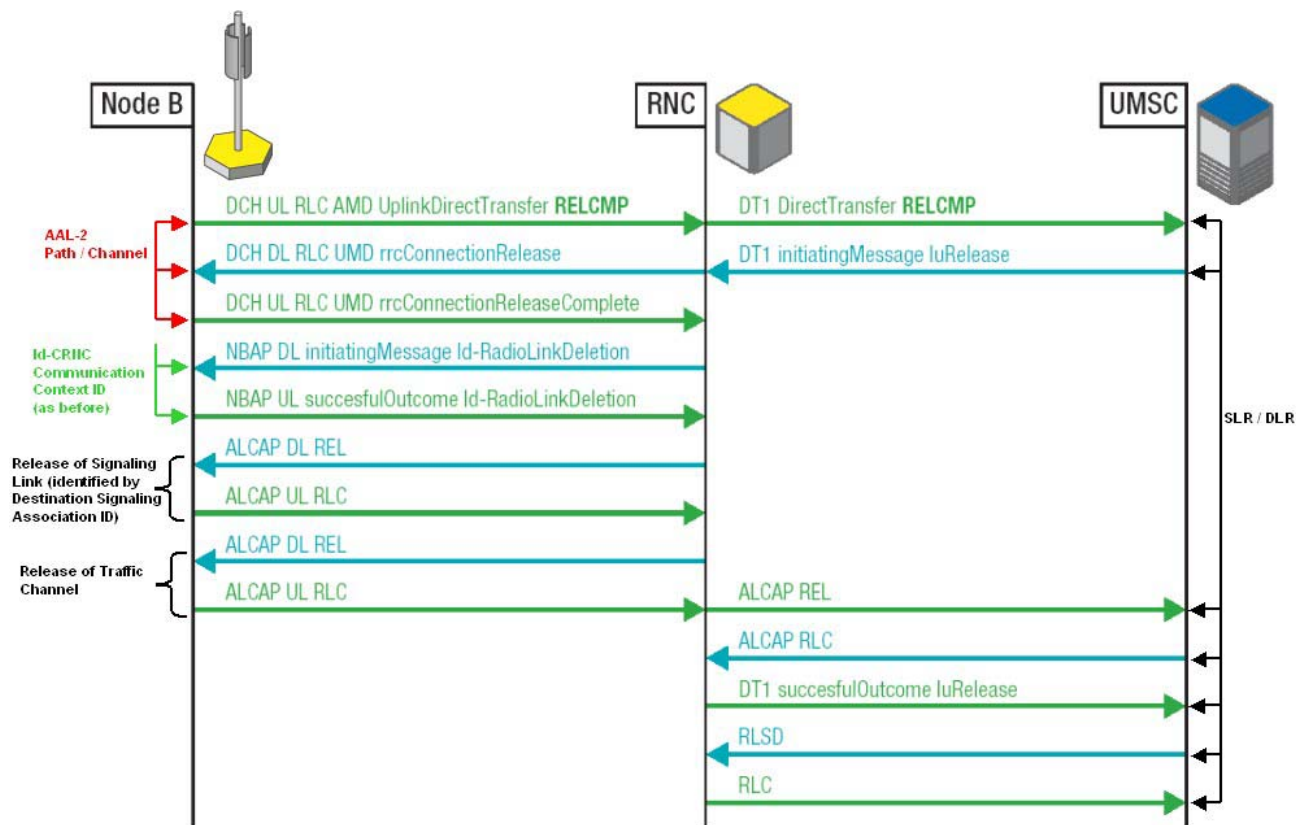 Node B
RNC
UMSC
DCH UL RLC AMD UplinkDirectTransfer RELCMP
DT1 DirectTransfer RELCMP
AAL-2
Path / Channel
DCH DL RLC UMD rrcConnectionRelease
DT1 initiatingMessage IuRelease
DCH UL RLC UMD rrcConnectionReleaseComplete
Id-CRNC
Communication
Context ID
(as before)
NBAP DL initiatingMessage Id-RadioLinkDeletion
NBAP UL succesfulOutcome Id-RadioLinkDeletion
SLR / DLR
Release of Signaling
Link (identified by
Destination Signaling
Association ID)
ALCAP DL REL
ALCAP UL RLC
Release of Traffic
Channel
ALCAP DL REL
ALCAP UL RLC
ALCAP REL
ALCAP RLC
DT1 succesfulOutcome IuRelease
RLSD
RLC